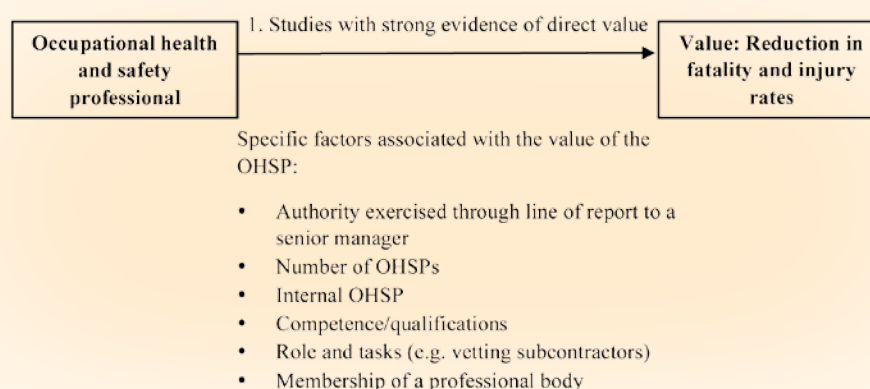 1. Studies with strong evidence of direct value
Occupational health
and safety
professional
Value: Reduction in
fatality and injury
rates
Specific factors associated with the value of the
OHSP:
• Authority exercised through line of report to a
senior manager
• Number of OHSPs
• Internal OHSP
• Competence/qualifications
• Role and tasks (e.g. vetting subcontractors)
• Membership of a professional body